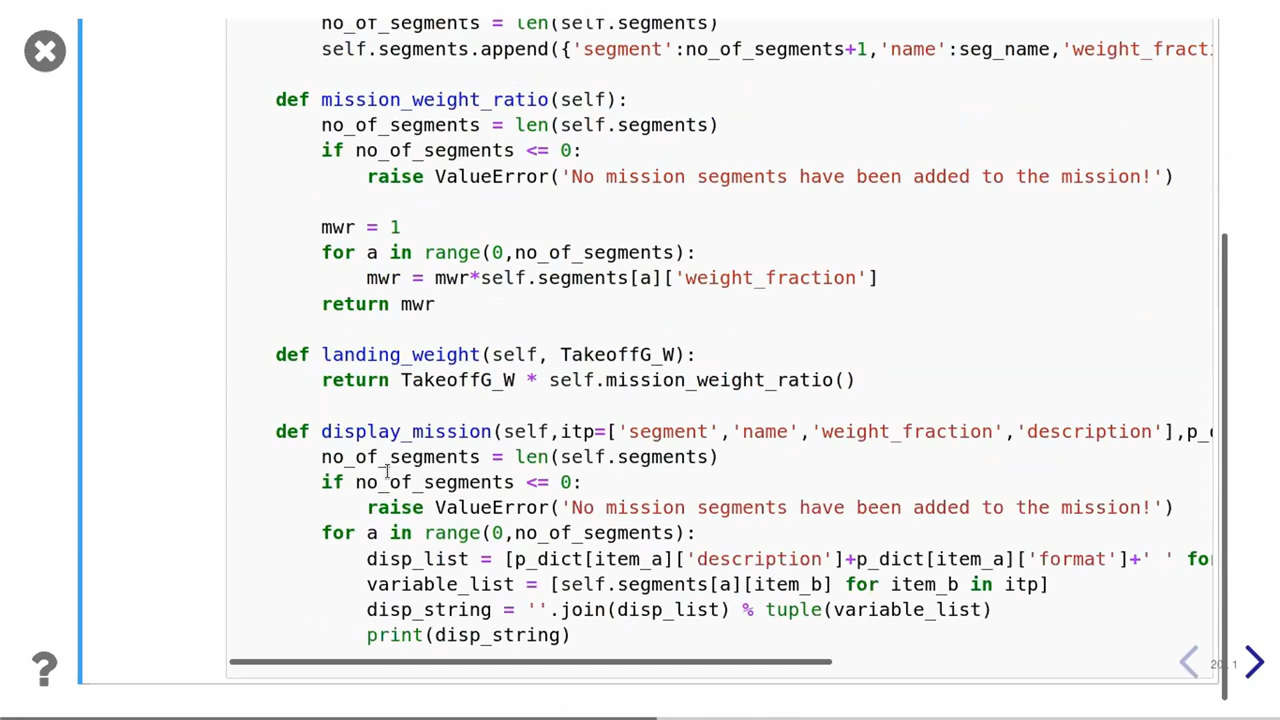 no_of_segments = len(self.segments)
self.segments.append({'segment':no_of_segments+1,'name':seg_name,'weight_fracti
def mission_weight_ratio(self):
no_of_segments = len(self.segments)
if no_of_segments <= 0:
raise ValueError('No mission segments have been added to the mission!')
mwr = 1
for a in range(0,no_of_segments):
mwr = mwr*self.segments[a]['weight_fraction']
return mwr
def landing_weight(self, TakeoffG_W):
return TakeoffG_W * self.mission_weight_ratio()
def display_mission(self,itp=['segment','name','weight_fraction','description'],p_d
no_of_segments = len(self.segments)
if no_of_segments <= 0:
raise ValueError('No mission segments have been added to the mission!')
for a in range(0,no_of_segments):
disp_list = [p_dict[item_a]['description']+p_dict[item_a]['format']+' ' for
variable_list = [self.segments[a][item_b] for item_b in itp]
disp_string = ''.join(disp_list) % tuple(variable_list)
print(disp_string)
?